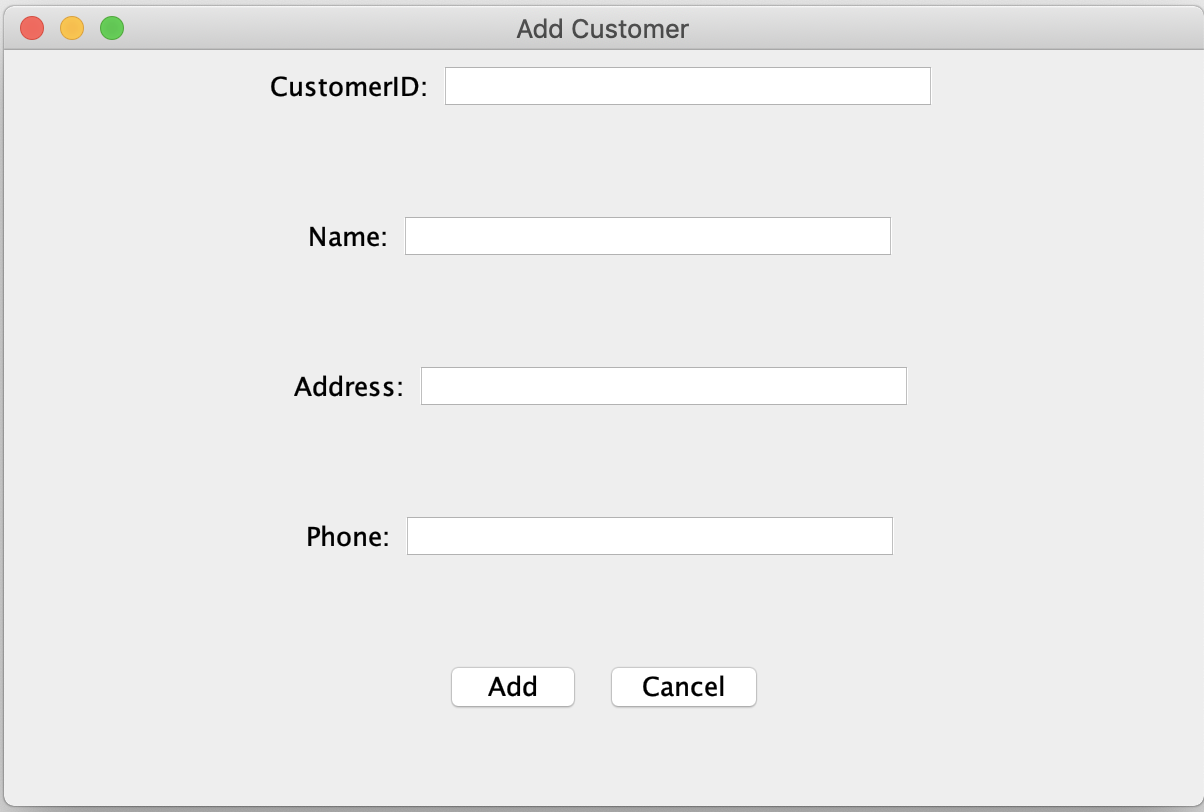 Add Customer
CustomerID:
Name:
Address:
Phone:
Add Cancel